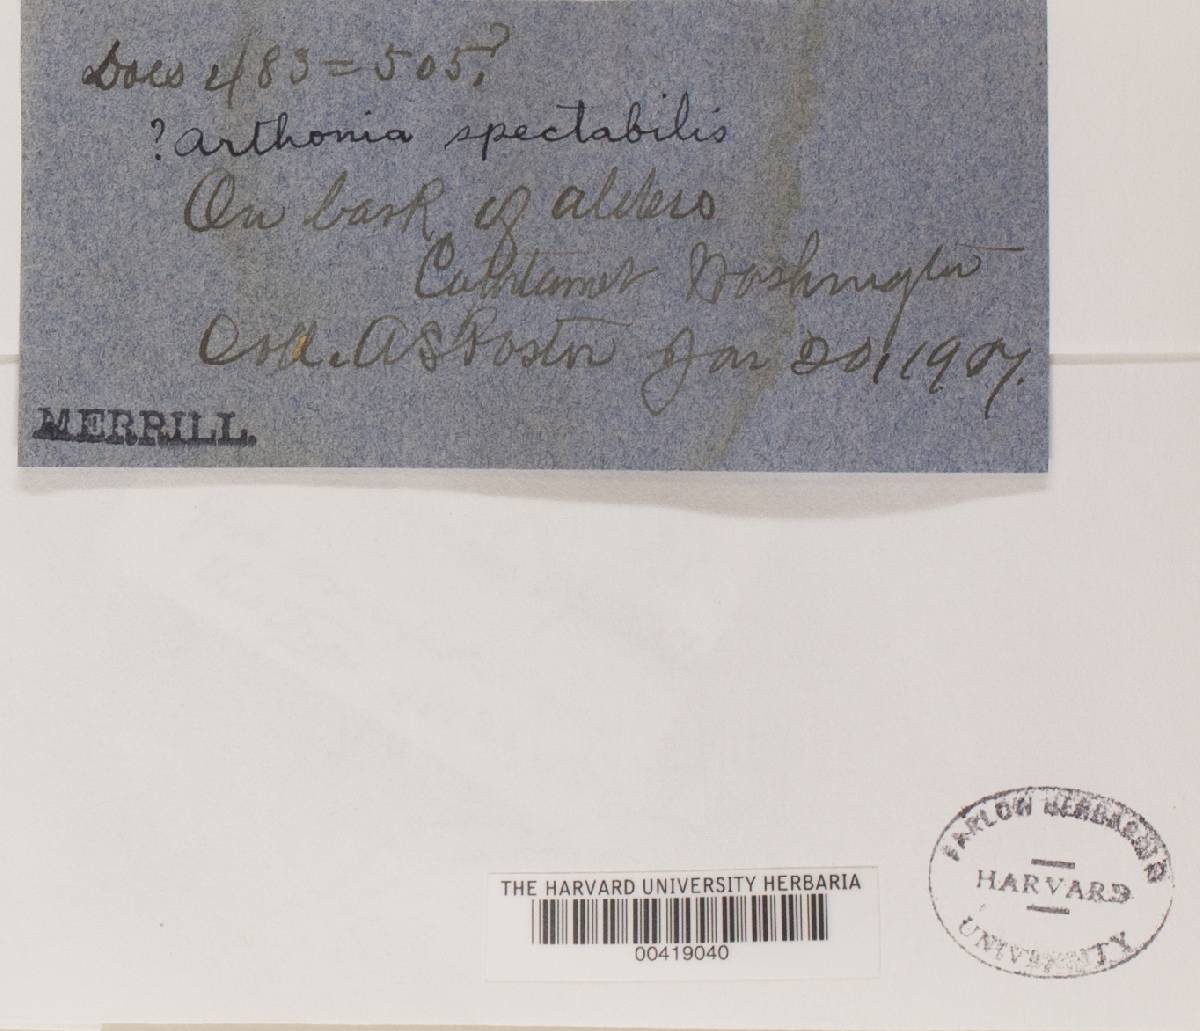 Does 483 = 505?
? Arthonia spectabilis
On bark of alders
Washington
Coll. A S Foster Jan 20, 1907.
MERRILL.
THE HARVARD UNIVERSITY HERBARIA
00419040
FARLOW HERBARIUM
HARVARD
UNIVERSITY